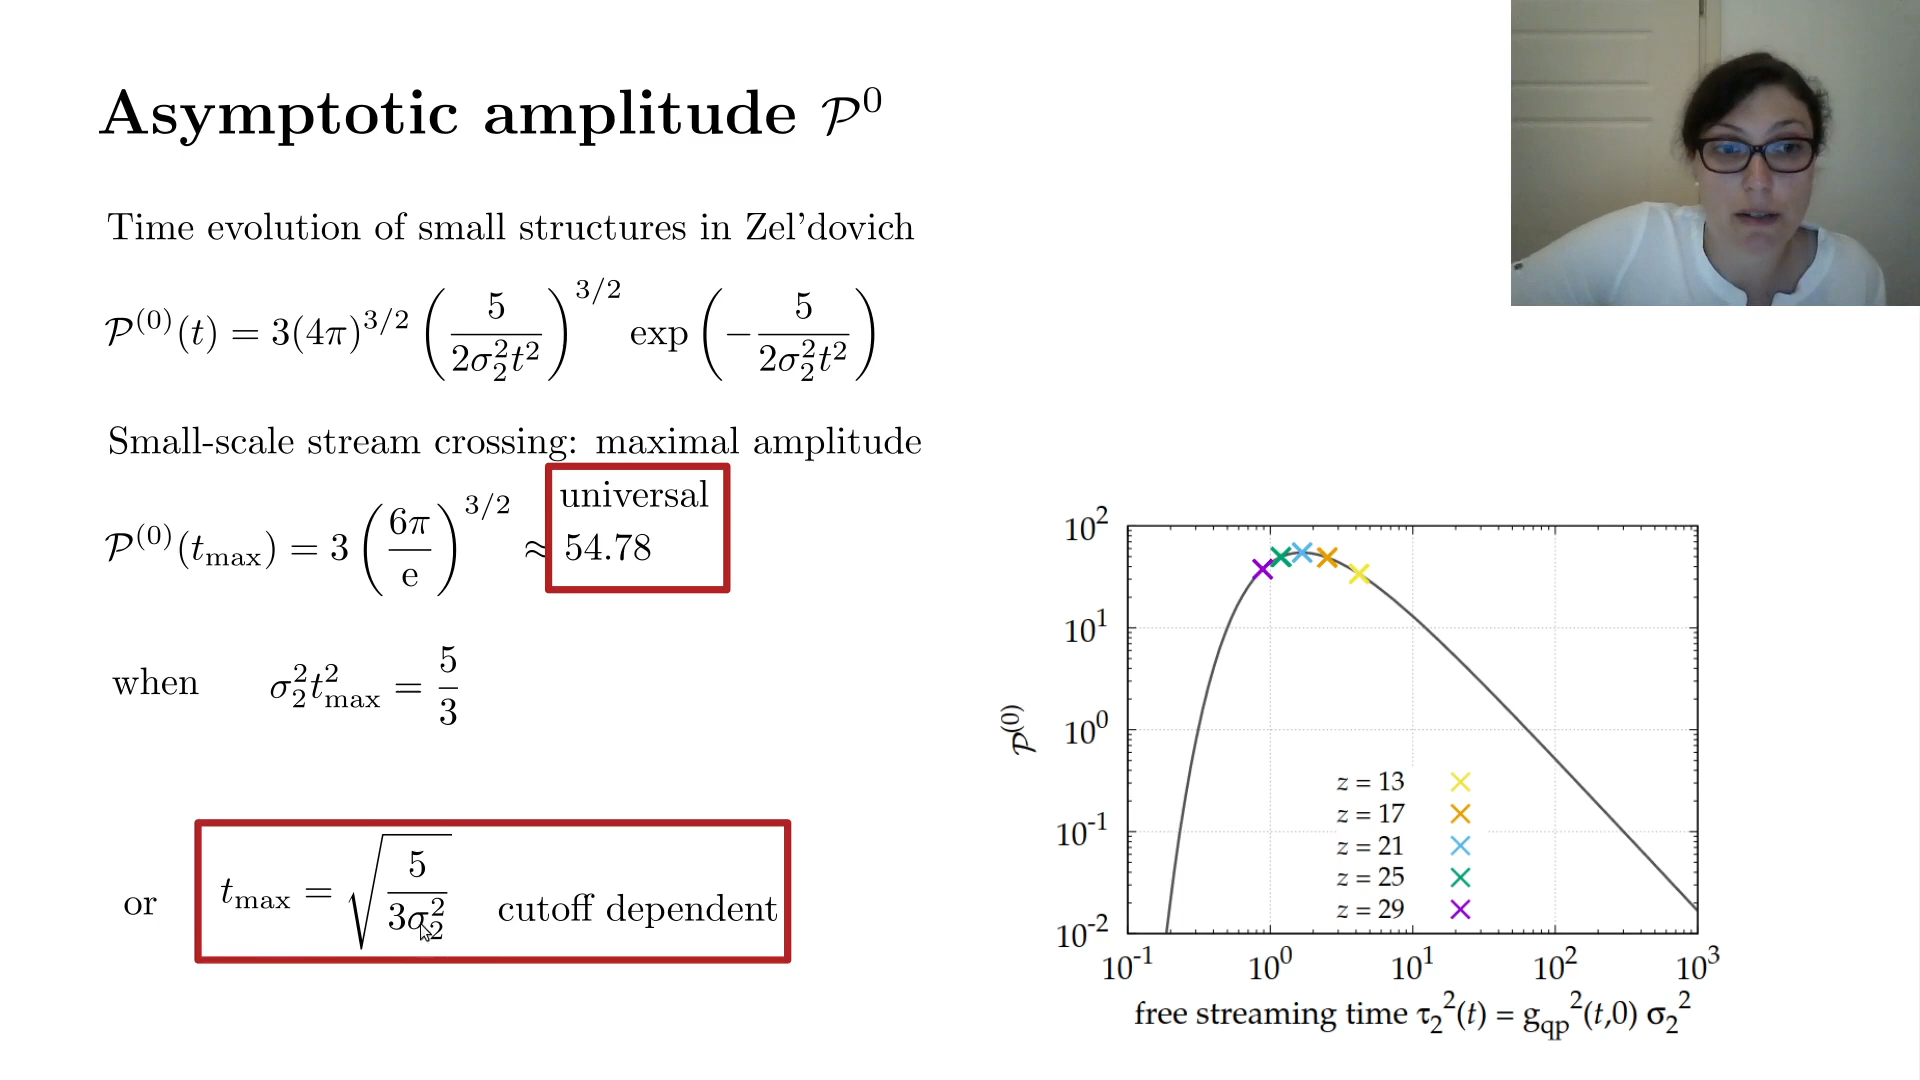 Asymptotic amplitude 𝒫⁰
Time evolution of small structures in Zel'dovich
𝒫⁽⁰⁾(t) = 3(4π)^{3/2} (5/(2σ₂²t²))^{3/2} exp(−5/(2σ₂²t²))
Small-scale stream crossing: maximal amplitude
universal
𝒫⁽⁰⁾(t_max) = 3 (6π/e)^{3/2} ≈ 54.78
when σ₂²t²_max = 5/3
or t_max = √(5/(3σ₂²)) cutoff dependent
𝒫⁽⁰⁾
10²
10¹
10⁰
10⁻¹
10⁻²
z = 13
z = 17
z = 21
z = 25
z = 29
10⁻¹ 10⁰ 10¹ 10² 10³
free streaming time τ₂²(t) = g_qp²(t,0) σ₂²